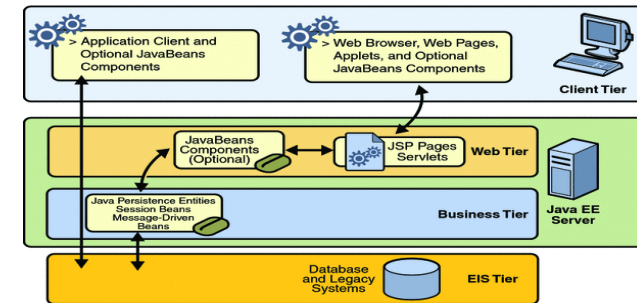 > Application Client and
Optional JavaBeans
Components
> Web Browser, Web Pages,
Applets, and Optional
JavaBeans Components
Client Tier
JavaBeans
Components
(Optional)
JSP Pages
Servlets
Web Tier
Java Persistence Entities
Session Beans
Message-Driven
Beans
Business Tier
Java EE
Server
Database
and Legacy
Systems
EIS Tier